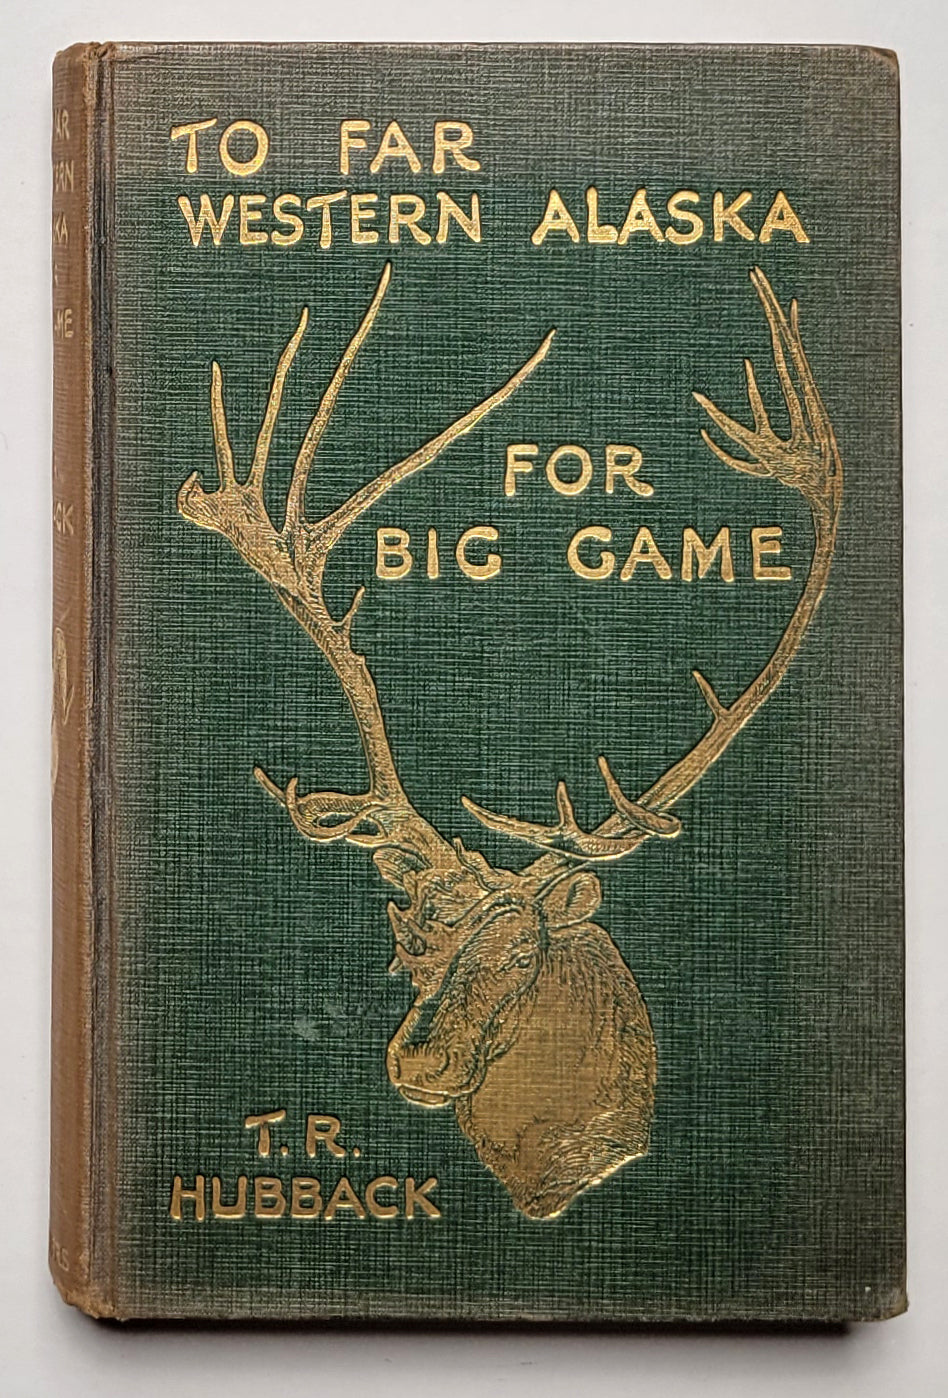 TO FAR
WESTERN ALASKA
FOR
BIG GAME
T. R.
HUBBACK